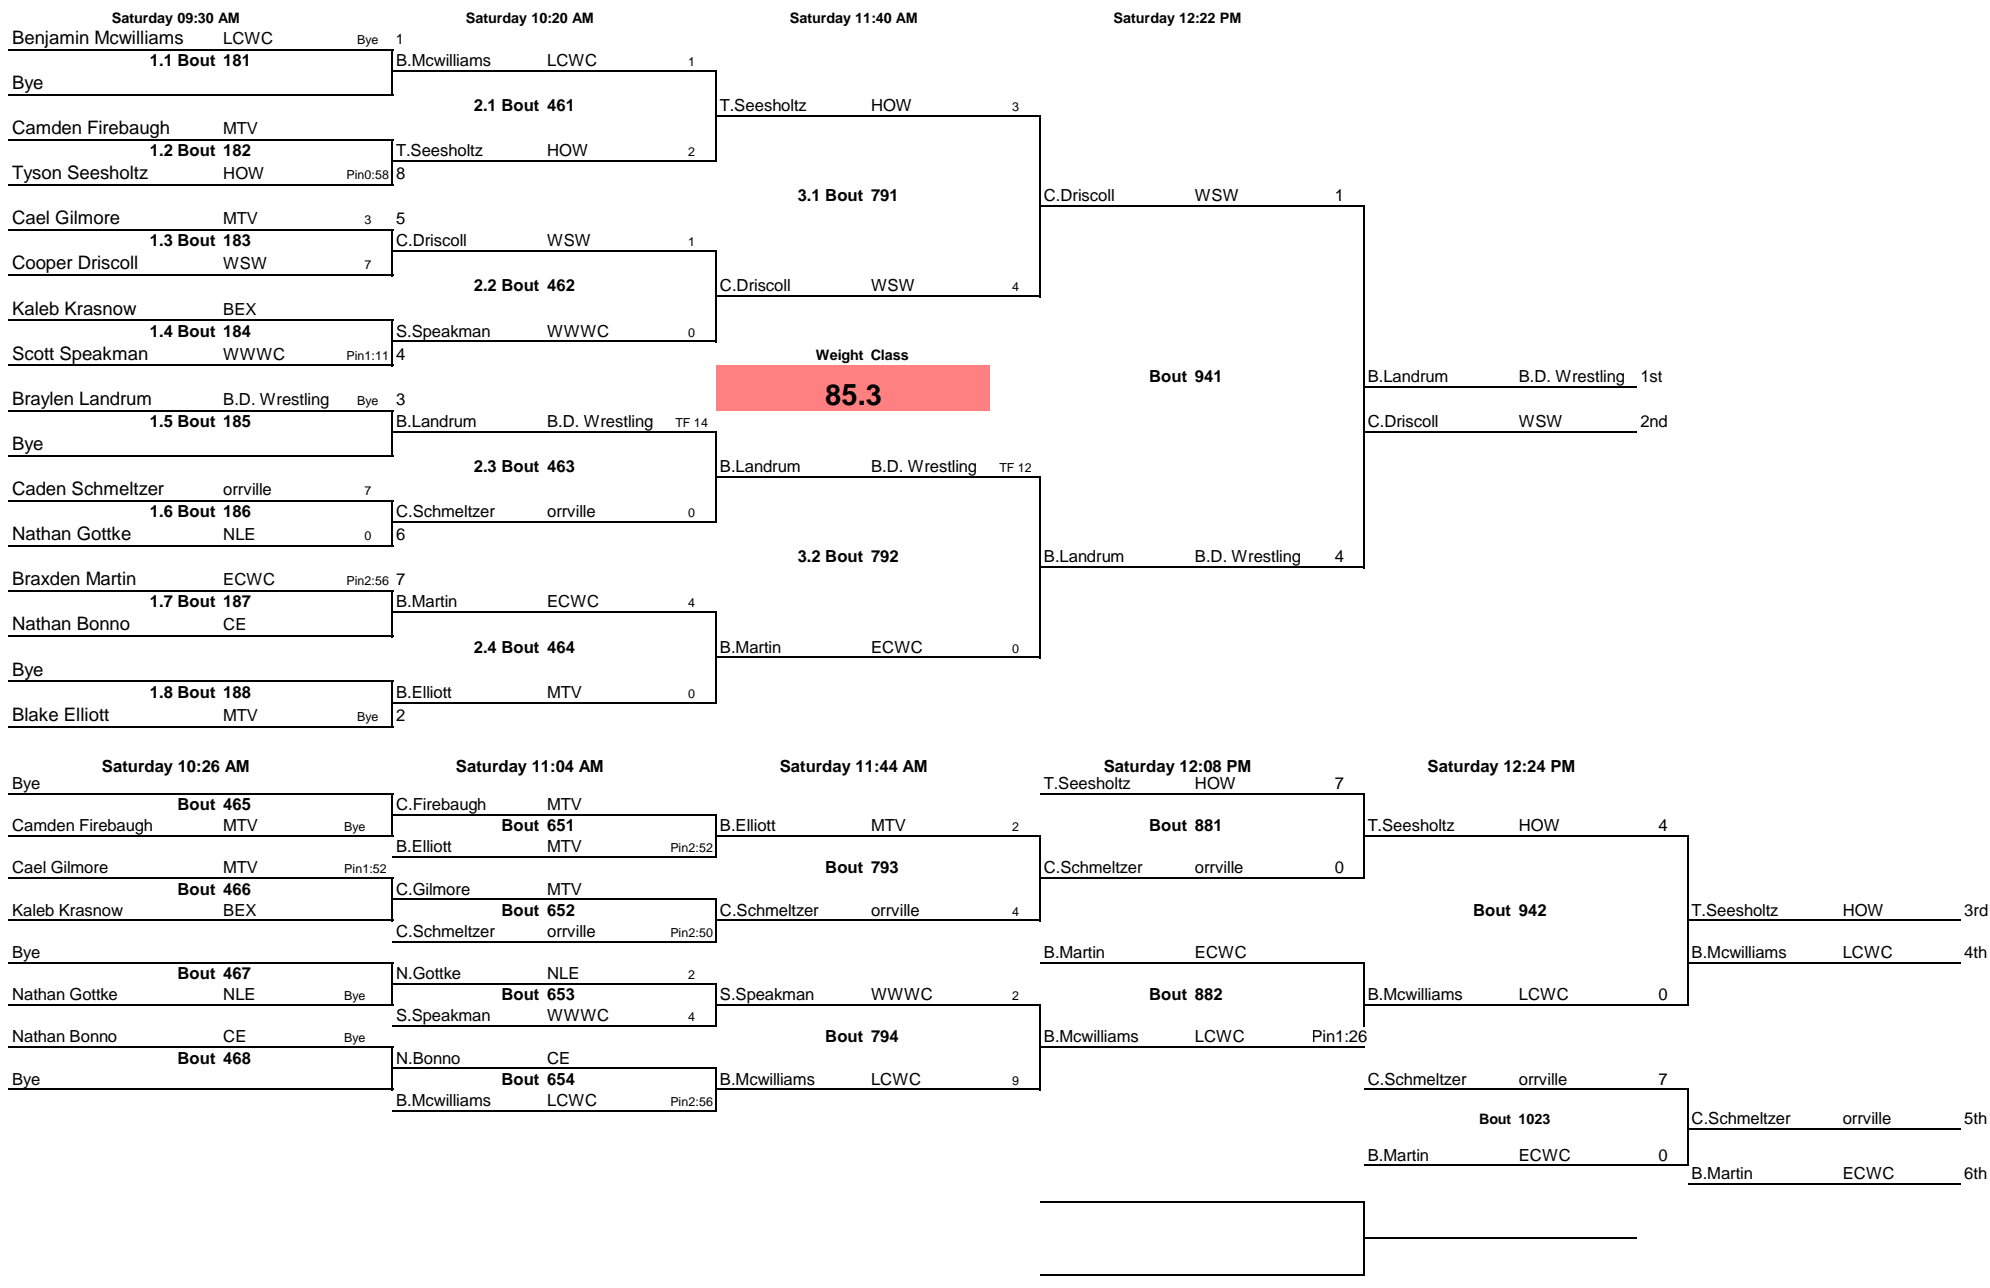 Saturday 09:30 AM Saturday 10:20 AM Saturday 11:40 AM Saturday 12:22 PM
Benjamin Mcwilliams LCWC Bye 1
1.1 Bout 181 B.Mcwilliams LCWC 1
Bye
2.1 Bout 461 T.Seesholtz HOW 3
Camden Firebaugh MTV
1.2 Bout 182 T.Seesholtz HOW 2
Tyson Seesholtz HOW Pin0:58 8
3.1 Bout 791 C.Driscoll WSW 1
Cael Gilmore MTV 3 5
1.3 Bout 183 C.Driscoll WSW 1
Cooper Driscoll WSW 7
2.2 Bout 462 C.Driscoll WSW 4
Kaleb Krasnow BEX
1.4 Bout 184 S.Speakman WWWC 0
Scott Speakman WWWC Pin1:11 4 Weight Class
Bout 941 B.Landrum B.D. Wrestling 1st
Braylen Landrum B.D. Wrestling Bye 3 85.3
1.5 Bout 185 B.Landrum B.D. Wrestling TF 14 C.Driscoll WSW 2nd
Bye
2.3 Bout 463 B.Landrum B.D. Wrestling TF 12
Caden Schmeltzer orrville 7
1.6 Bout 186 C.Schmeltzer orrville 0
Nathan Gottke NLE 0 6
3.2 Bout 792 B.Landrum B.D. Wrestling 4
Braxden Martin ECWC Pin2:56 7
1.7 Bout 187 B.Martin ECWC 4
Nathan Bonno CE
2.4 Bout 464 B.Martin ECWC 0
Bye
1.8 Bout 188 B.Elliott MTV 0
Blake Elliott MTV Bye 2
Saturday 10:26 AM Saturday 11:04 AM Saturday 11:44 AM Saturday 12:08 PM Saturday 12:24 PM
Bye T.Seesholtz HOW 7
Bout 465 C.Firebaugh MTV
Camden Firebaugh MTV Bye Bout 651 B.Elliott MTV 2 Bout 881 T.Seesholtz HOW 4
B.Elliott MTV Pin2:52
Cael Gilmore MTV Pin1:52 Bout 793 C.Schmeltzer orrville 0
Bout 466 C.Gilmore MTV
Kaleb Krasnow BEX Bout 652 C.Schmeltzer orrville 4 Bout 942 T.Seesholtz HOW 3rd
C.Schmeltzer orrville Pin2:50
Bye B.Martin ECWC B.Mcwilliams LCWC 4th
Bout 467 N.Gottke NLE 2
Nathan Gottke NLE Bye Bout 653 S.Speakman WWWC 2 Bout 882 B.Mcwilliams LCWC 0
S.Speakman WWWC 4
Nathan Bonno CE Bye Bout 794 B.Mcwilliams LCWC Pin1:26
Bout 468 N.Bonno CE
Bye Bout 654 B.Mcwilliams LCWC 9 C.Schmeltzer orrville 7
B.Mcwilliams LCWC Pin2:56
Bout 1023 C.Schmeltzer orrville 5th
B.Martin ECWC 0
B.Martin ECWC 6th